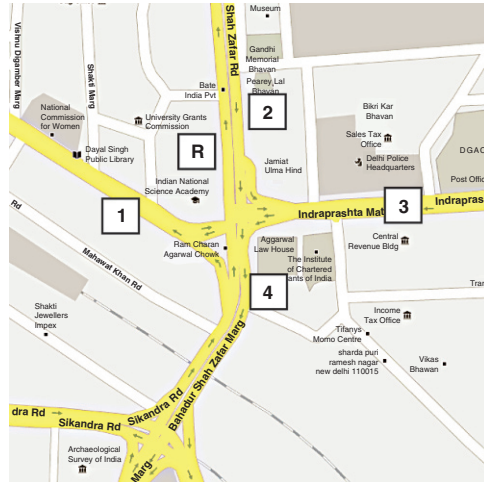 Museum
Gandhi
Memorial
Bhavan
Shah Zafar Rd
Vishnu Digamber Marg
Shakti Marg
Bate
India Pvt
Pearey Lal
Bhavan
National
Commission
for Women
University Grants
Commission
2
Bikri Kar
Bhavan
Sales Tax
Office
DGAC
Dayal Singh
Public Library
R
Jamiat
Ulma Hind
Delhi Police
Headquarters
Post Office
Indian National
Science Academy
1
3
Indraprashta Mat
Indrapras
Rd
Mahawat Khan Rd
Ram Charan
Agarwal Chowk
Aggarwal
Law House
Central
Revenue Bldg
The Institute
of Chartered
ants of India
4
Tran
Shakti
Jewellers
Impex
Income
Tax Office
Tifanys
Momo Centre
sharda puri
ramesh nagar
new delhi 110015
Vikas
Bhawan
Bahadur Shah Zafar Marg
Sikandra Rd
dra Rd
Sikandra Rd
Archaeological
Survey of India
Marg